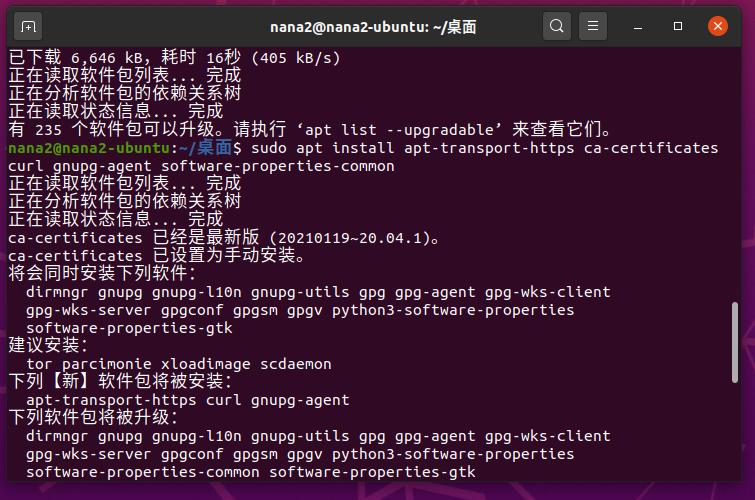 nana2@nana2-ubuntu: ~/桌面
已下载 6,646 kB，耗时 16秒 (405 kB/s)
正在读取软件包列表... 完成
正在分析软件包的依赖关系树
正在读取状态信息... 完成
有 235 个软件包可以升级。请执行 ‘apt list --upgradable’ 来查看它们。
nana2@nana2-ubuntu:~/桌面$ sudo apt install apt-transport-https ca-certificates
curl gnupg-agent software-properties-common
正在读取软件包列表... 完成
正在分析软件包的依赖关系树
正在读取状态信息... 完成
ca-certificates 已经是最新版 (20210119~20.04.1)。
ca-certificates 已设置为手动安装。
将会同时安装下列软件：
dirmngr gnupg gnupg-l10n gnupg-utils gpg gpg-agent gpg-wks-client
gpg-wks-server gpgconf gpgsm gpgv python3-software-properties
software-properties-gtk
建议安装：
tor parcimonie xloadimage scdaemon
下列【新】软件包将被安装：
apt-transport-https curl gnupg-agent
下列软件包将被升级：
dirmngr gnupg gnupg-l10n gnupg-utils gpg gpg-agent gpg-wks-client
gpg-wks-server gpgconf gpgsm gpgv python3-software-properties
software-properties-common software-properties-gtk